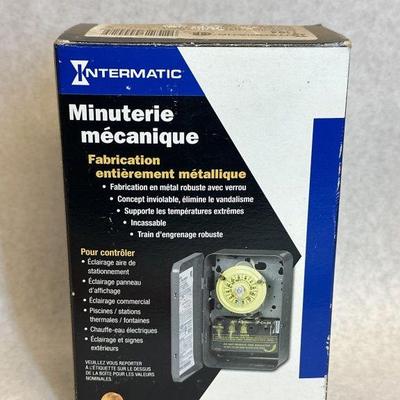 INTERMATIC
Minuterie
mécanique
Fabrication
entièrement métallique
• Fabrication en métal robuste avec verrou
• Concept inviolable, élimine le vandalisme
• Supporte les températures extrêmes
• Incassable
• Train d'engrenage robuste
Pour contrôler
• Éclairage aire de
stationnement
• Éclairage panneau
d'affichage
• Éclairage commercial
• Piscines / stations
thermales / fontaines
• Chauffe-eau électriques
• Éclairage et signes
extérieurs
VEUILLEZ VOUS REPORTER
À L'ÉTIQUETTE SUR LE DESSUS
DE LA BOÎTE POUR LES VALEURS
NOMINALES.